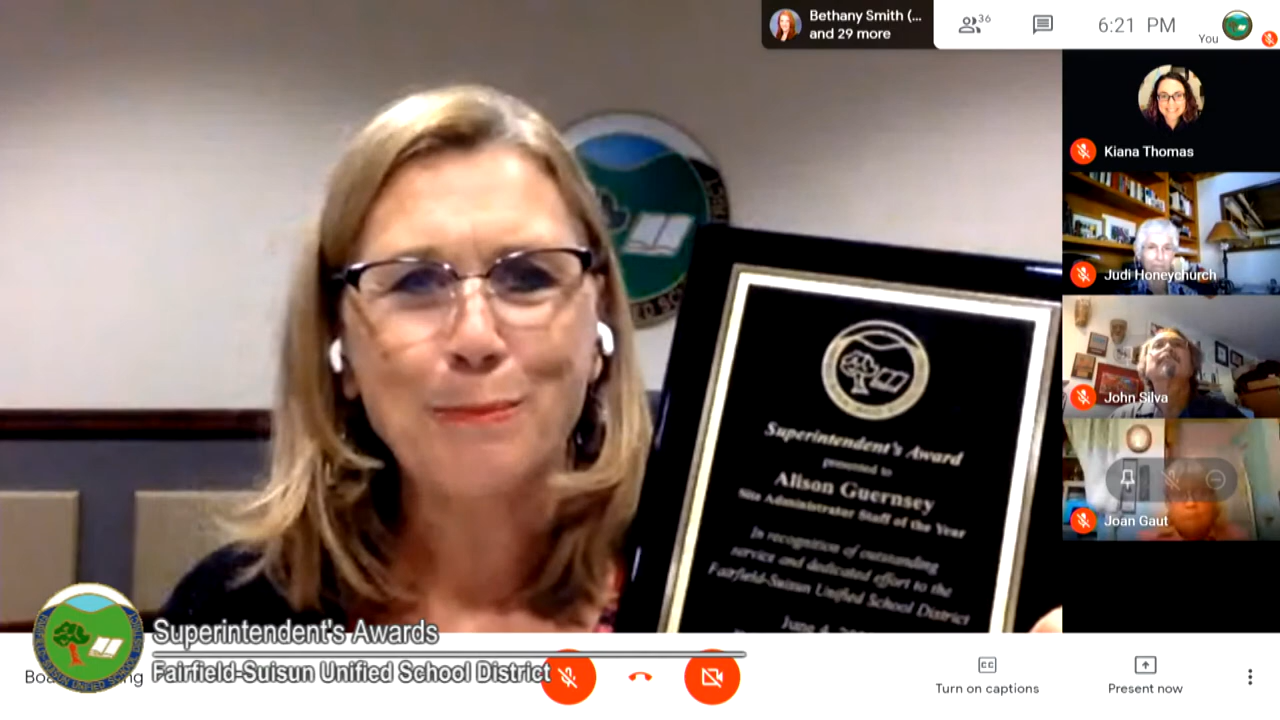 Bethany Smith (...
and 29 more
36
6:21 PM
You
Kiana Thomas
Judi Honeychurch
John Silva
Joan Gaut
Superintendent's Award
presented to
Alison Guernsey
Site Administrator Staff of the Year
In recognition of outstanding
service and dedicated effort to the
Fairfield-Suisun Unified School District
June 4,
Superintendent's Awards
Fairfield-Suisun Unified School District
CC
Turn on captions
Present now